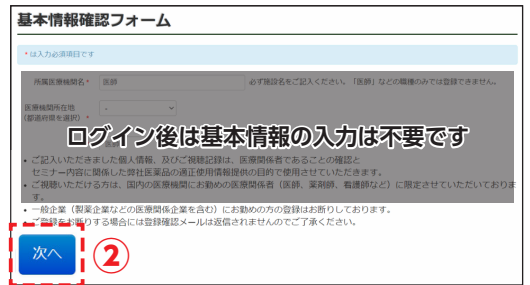 基本情報確認フォーム
* は入力必須項目です
所属医療機関名 * 医師 必ず施設名をご記入ください。「医師」などの職種のみでは登録できません。
医療機関所在地 -
(都道府県を選択) *
ログイン後は基本情報の入力は不要です
• ご記入いただきました個人情報、及びご視聴記録は、医療関係者であることの確認と
セミナー内容に関係した弊社医薬品の適正使用情報提供の目的で使用させていただきます。
• ご視聴いただける方は、国内の医療機関にお勤めの医療関係者（医師、薬剤師、看護師など）に限定させていただいております。
• 一般企業（製薬企業などの医療関係企業を含む）にお勤めの方の登録はお断りしております。
• ご登録をお断りする場合には登録確認メールは返信されませんのでご了承ください。
次へ ②